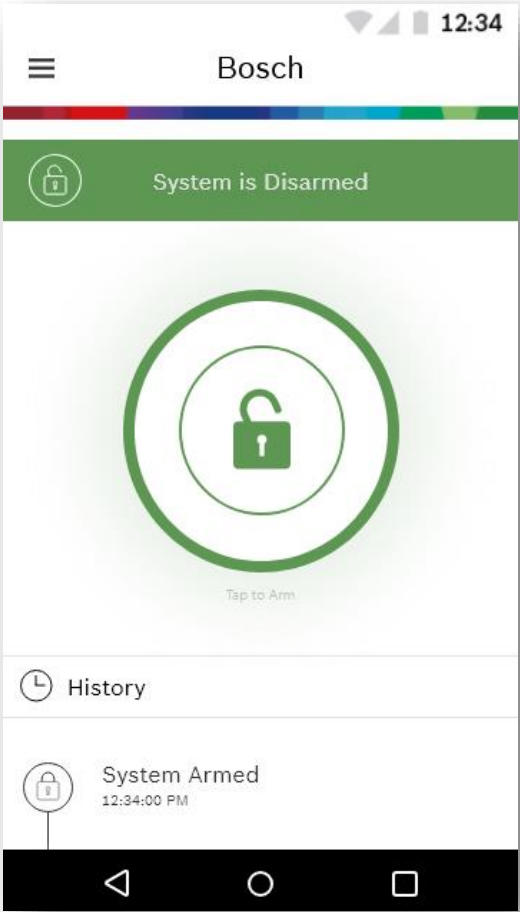 12:34
Bosch
System is Disarmed
Tap to Arm
History
System Armed
12:34:00 PM